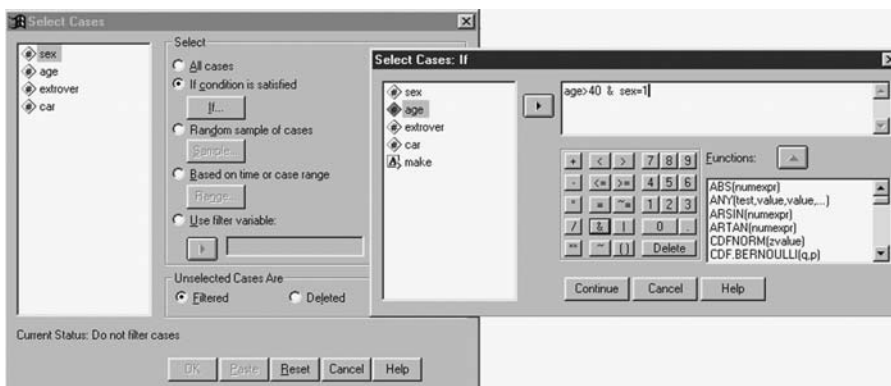 Select Cases
sex
age
extrover
car
Select
All cases
If condition is satisfied
If...
Random sample of cases
Sample...
Based on time or case range
Range...
Use filter variable:
Unselected Cases Are
Filtered
Deleted
Current Status: Do not filter cases
OK
Paste
Reset
Cancel
Help
Select Cases: If
sex
age
extrover
car
make
age>40 & sex=1
+ < > 7 8 9
- <= >= 4 5 6
* = ~= 1 2 3
/ & | 0 .
** ~ () Delete
Functions:
ABS(numexpr)
ANY(test,value,value,...)
ARSIN(numexpr)
ARTAN(numexpr)
CDFNORM(zvalue)
CDF.BERNOULLI(q,p)
Continue
Cancel
Help